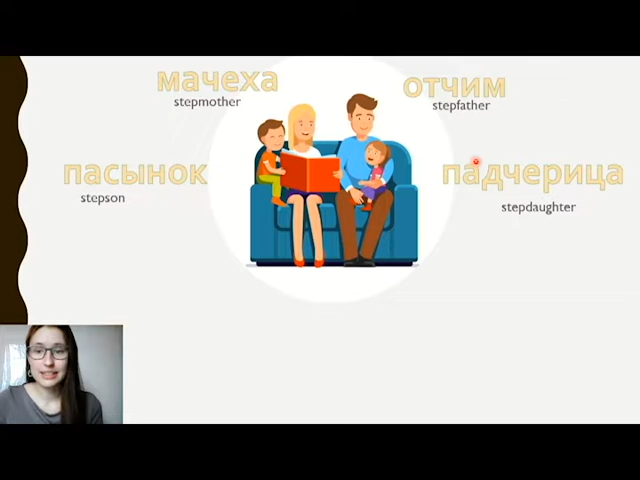 мачеха
stepmother
отчим
stepfather
пасынок
stepson
падчерица
stepdaughter